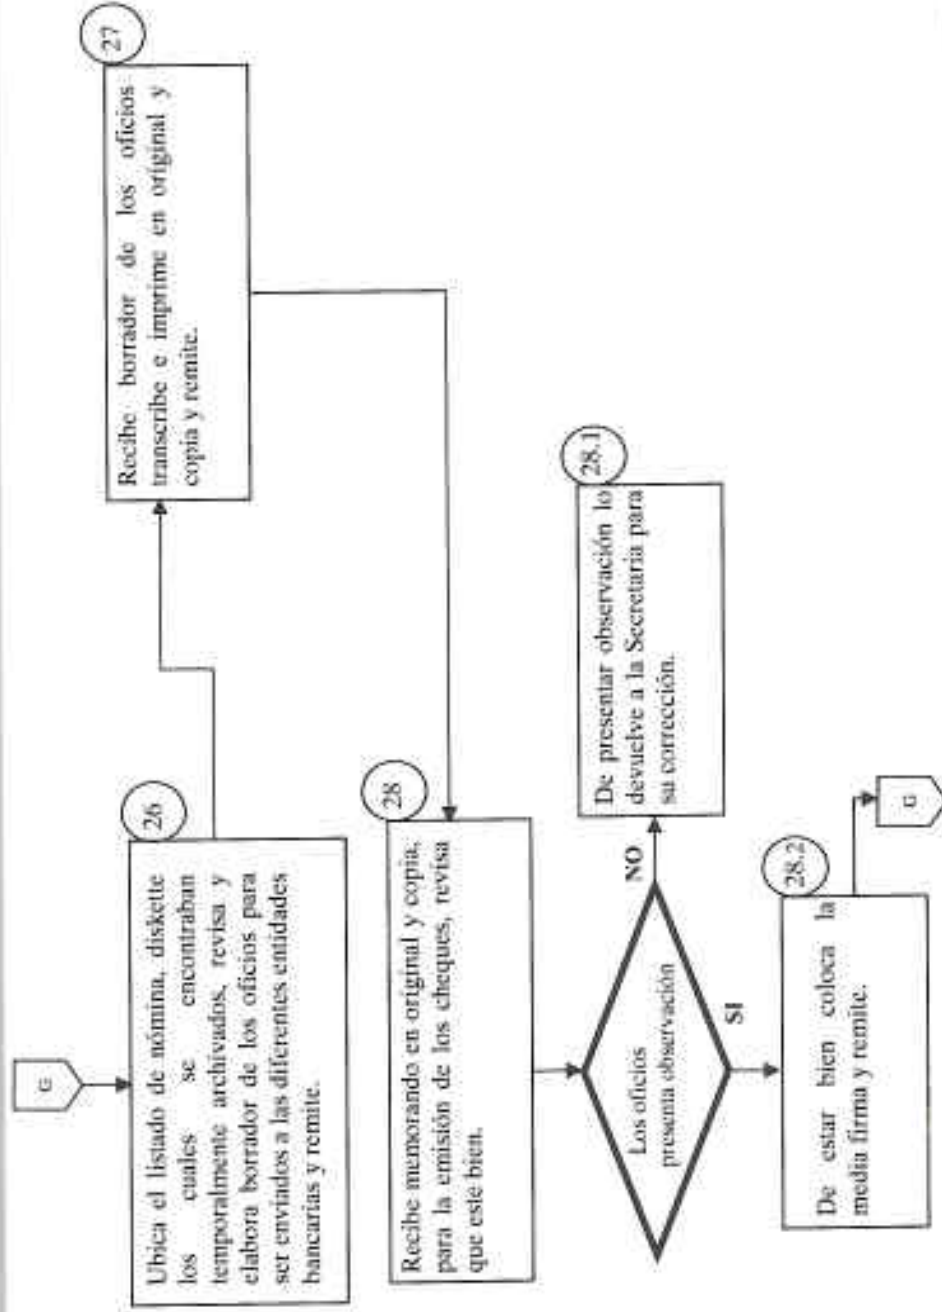 G
26
Ubica el listado de nómina, diskette
los cuales se encontraban
temporalmente archivados, revisa y
elabora borrador de los oficios para
ser enviados a las diferentes entidades
bancarias y remite.
27
Recibe borrador de los oficios
transcribe e imprime en original y
copia y remite.
28
Recibe memorando en original y copia,
para la emisión de los cheques, revisa
que este bien.
Los oficios
presenta observación
NO
28.1
De presentar observación lo
devuelve a la Secretaria para
su corrección.
SI
28.2
De estar bien coloca la
media firma y remite.
G